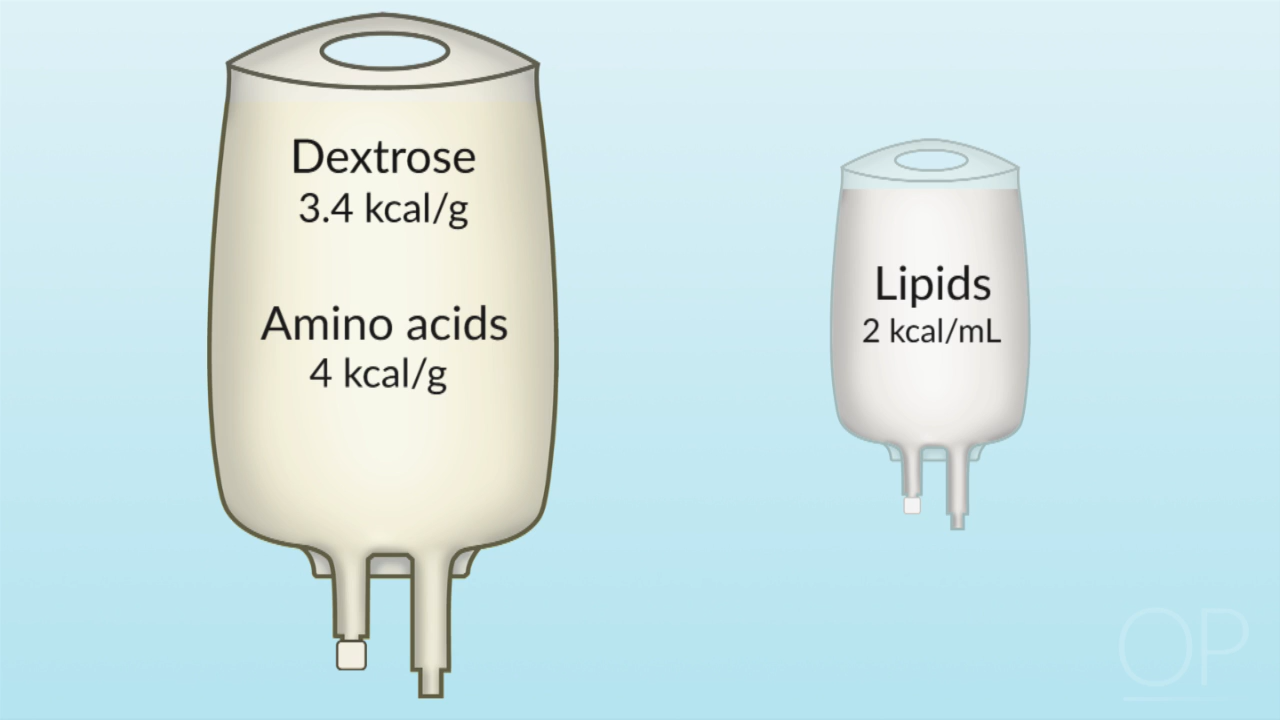 Dextrose
3.4 kcal/g
Amino acids
4 kcal/g
Lipids
2 kcal/mL
OP